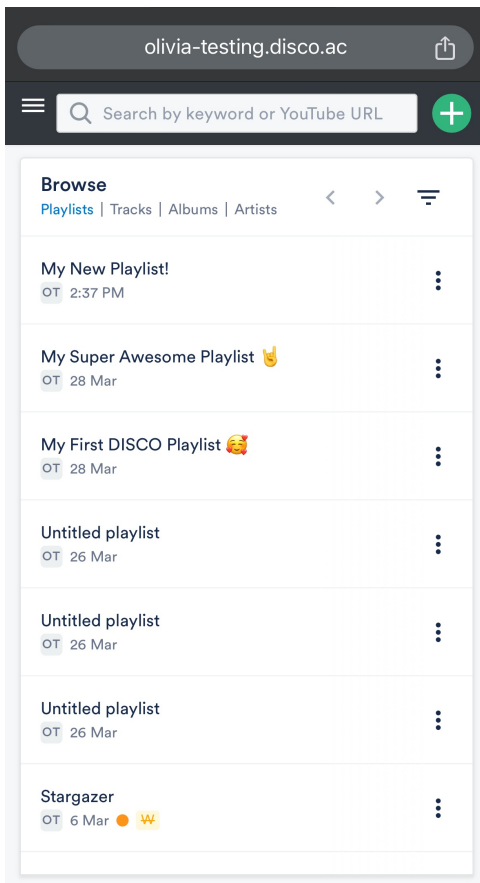 olivia-testing.disco.ac
Search by keyword or YouTube URL
Browse
Playlists | Tracks | Albums | Artists
My New Playlist!
OT 2:37 PM
My Super Awesome Playlist 🤘
OT 28 Mar
My First DISCO Playlist 🥰
OT 28 Mar
Untitled playlist
OT 26 Mar
Untitled playlist
OT 26 Mar
Untitled playlist
OT 26 Mar
Stargazer
OT 6 Mar 🟠 ₩